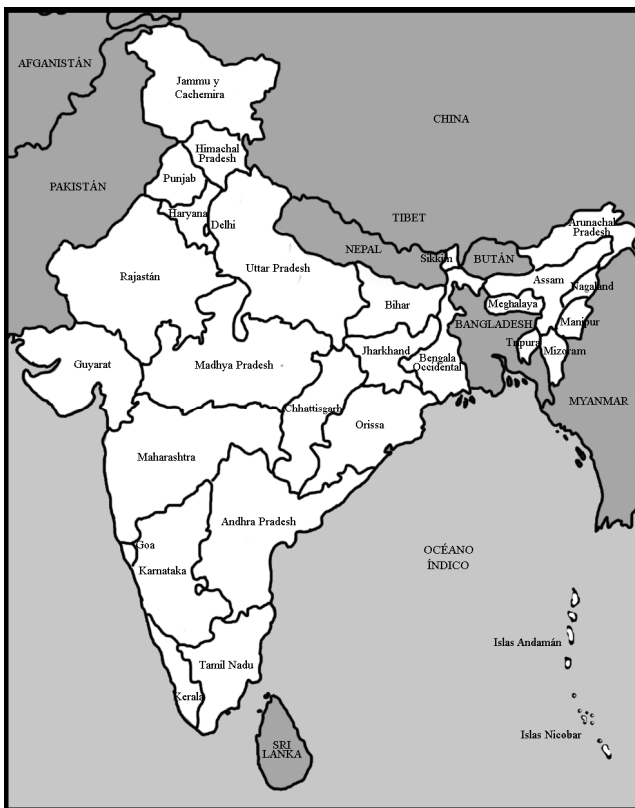 AFGANISTÁN
Jammu y
Cachemira
CHINA
Himachal
Pradesh
Punjab
PAKISTÁN
Haryana
Delhi
TIBET
Arunachal
Pradesh
NEPAL
Sikkim
BUTÁN
Rajastán
Uttar Pradesh
Assam
Nagaland
Bihar
Meghalaya
BANGLADESH
Manipur
Tripura
Mizoram
Jharkhand
Bengala
Occidental
Guyarat
Madhya Pradesh
MYANMAR
Chhattisgarh
Orissa
Maharashtra
Andhra Pradesh
Goa
OCÉANO
ÍNDICO
Karnataka
Islas Andamán
Tamil Nadu
Kerala
Islas Nicobar
SRI
LANKA